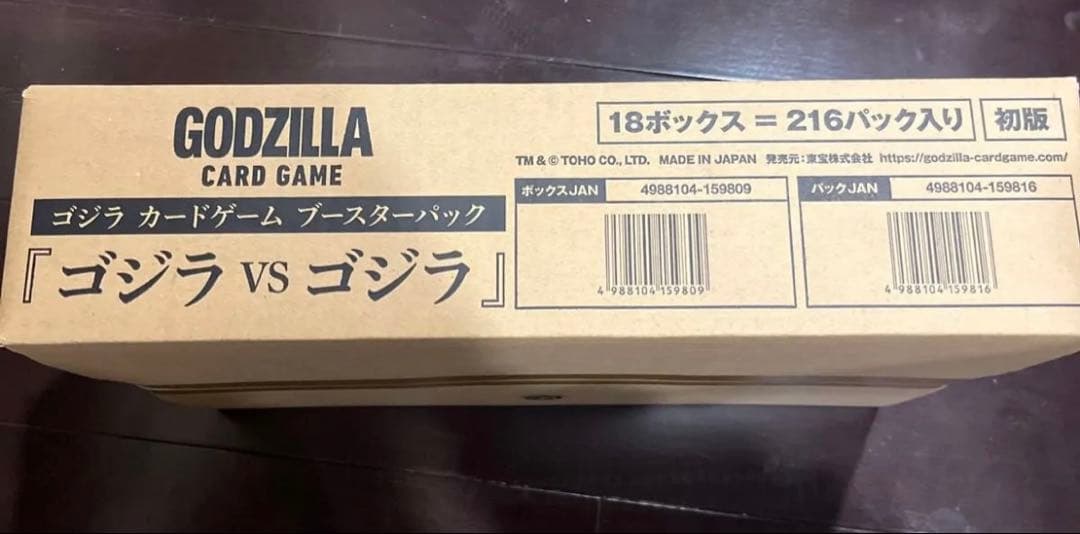 GODZILLA
CARD GAME
ゴジラ カードゲーム ブースターパック
『ゴジラ VS ゴジラ』
18ボックス = 216パック入り
初版
TM & © TOHO CO., LTD. MADE IN JAPAN 発売元：東宝株式会社 https://godzilla-cardgame.com/
ボックスJAN 4988104-159809
4 988104 159809
パックJAN 4988104-159816
4 988104 159816